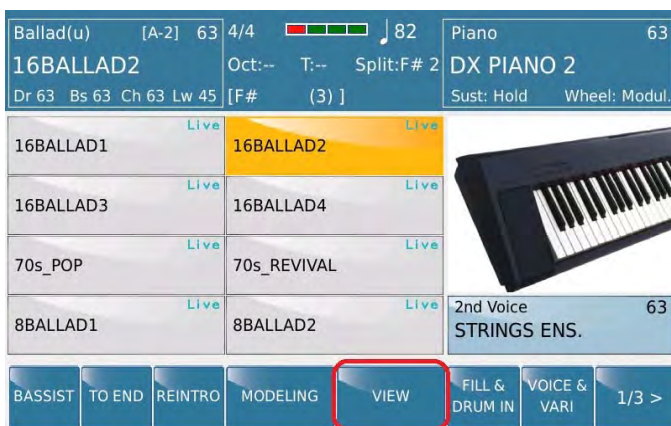 Ballad(u) [A-2] 63
16BALLAD2
Dr 63 Bs 63 Ch 63 Lw 45
4/4 82
Oct:-- T:-- Split:F# 2
[F# (3) ]
Piano 63
DX PIANO 2
Sust: Hold Wheel: Modul.
Live Live
16BALLAD1 16BALLAD2
Live Live
16BALLAD3 16BALLAD4
Live Live
70s_POP 70s_REVIVAL
Live Live
8BALLAD1 8BALLAD2
2nd Voice 63
STRINGS ENS.
BASSIST TO END REINTRO MODELING VIEW FILL & DRUM IN VOICE & VARI 1/3 >